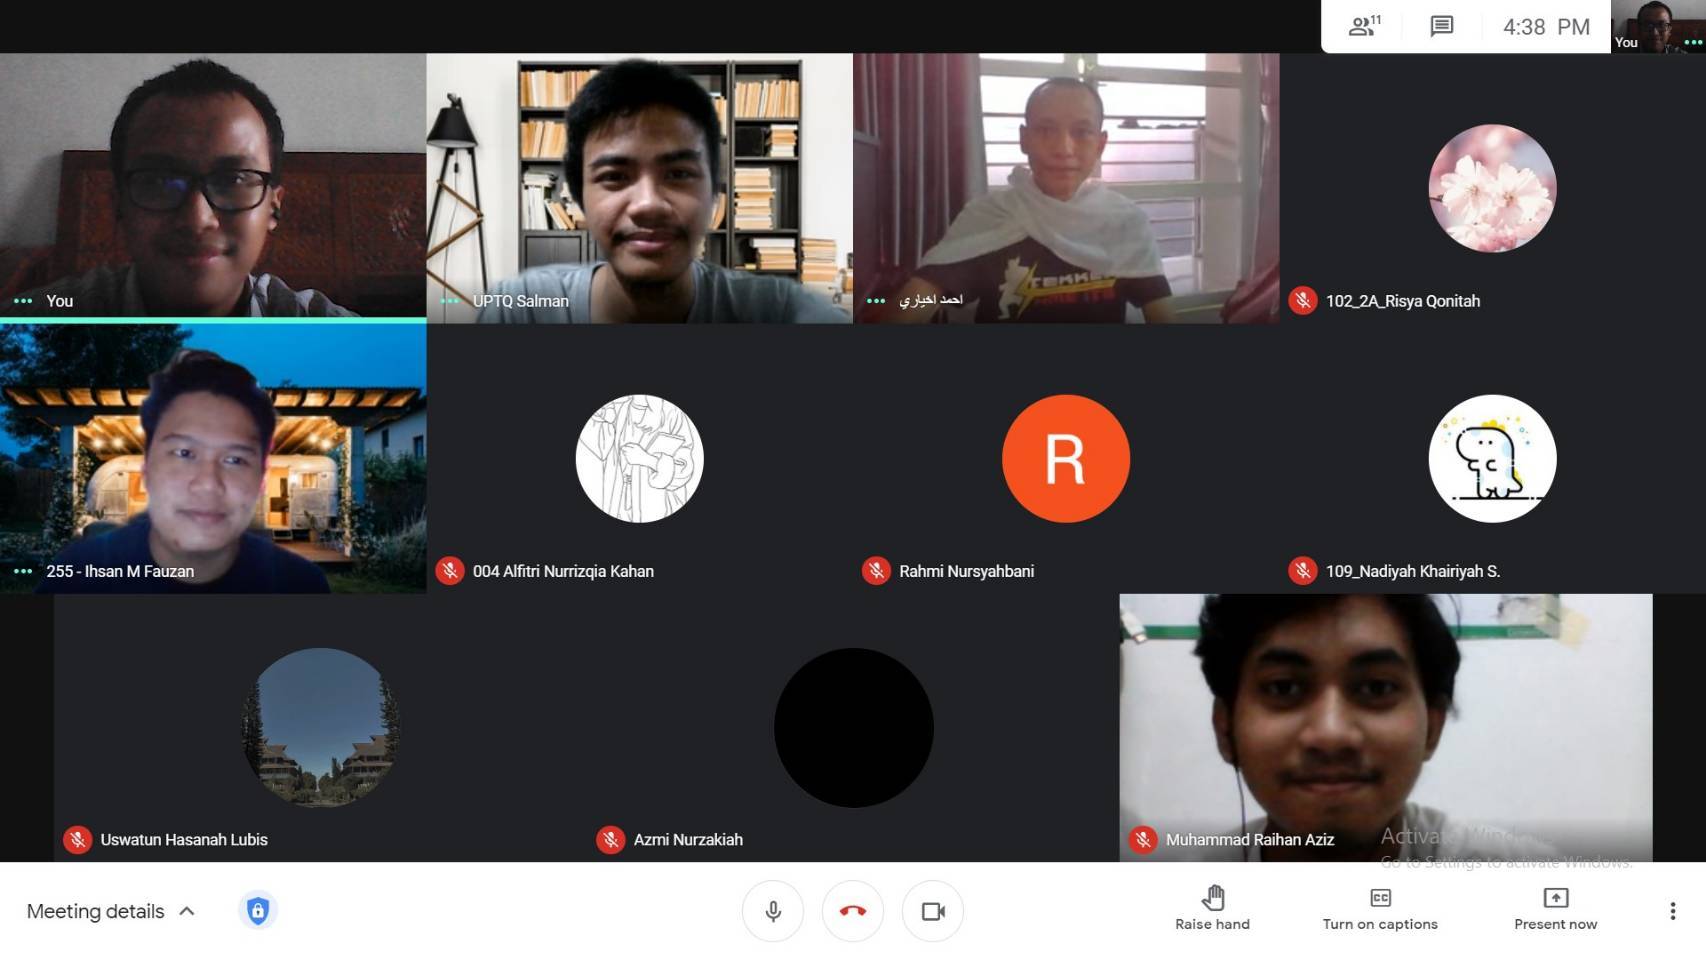 11
4:38 PM
You
You
UPTQ Salman
احمد اخياري
102_2A_Risya Qonitah
255 - Ihsan M Fauzan
004 Alfitri Nurrizqia Kahan
R
Rahmi Nursyahbani
109_Nadiyah Khairiyah S.
Uswatun Hasanah Lubis
Azmi Nurzakiah
Muhammad Raihan Aziz
Activate Windows
Go to Settings to activate Windows.
Meeting details
Raise hand
CC
Turn on captions
Present now